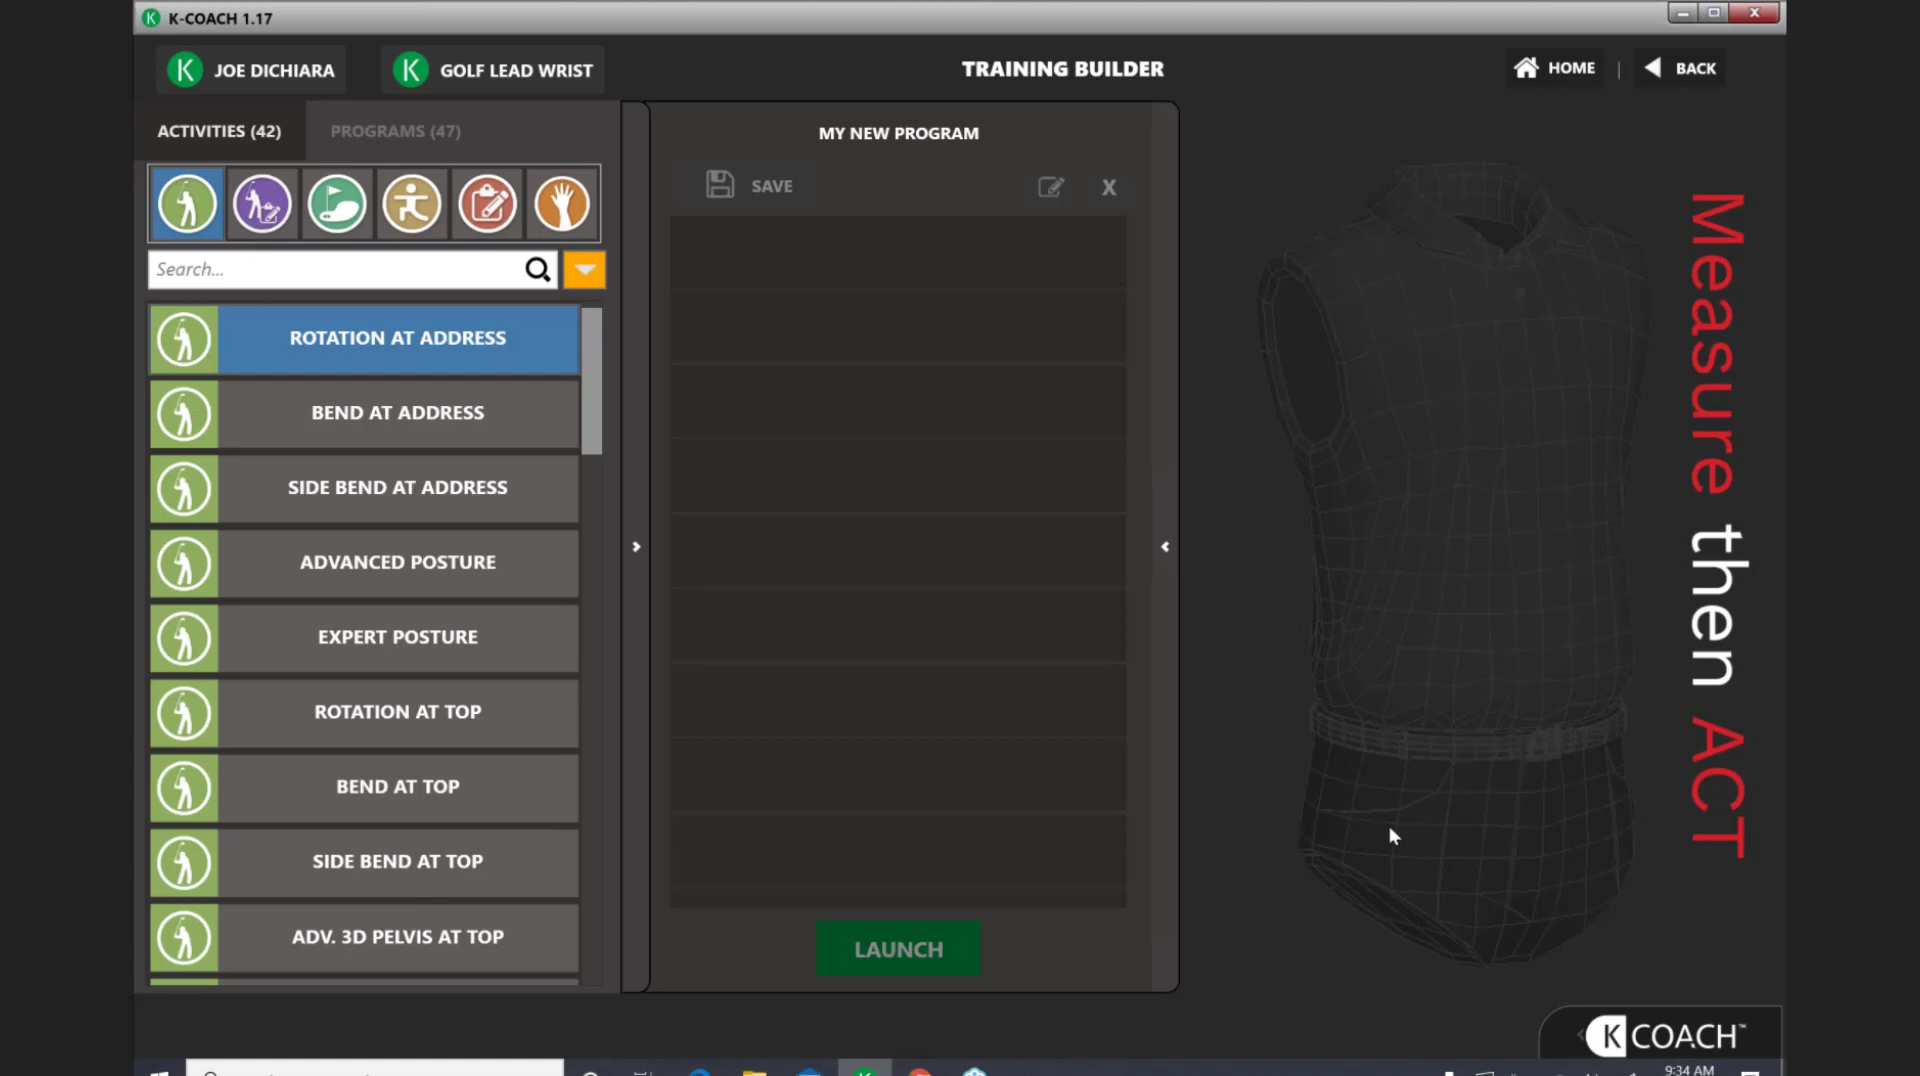 K-COACH 1.17
JOE DICHIARA
GOLF LEAD WRIST
TRAINING BUILDER
HOME
|
BACK
ACTIVITIES (42)
PROGRAMS (47)
MY NEW PROGRAM
SAVE
X
Search...
ROTATION AT ADDRESS
BEND AT ADDRESS
SIDE BEND AT ADDRESS
ADVANCED POSTURE
EXPERT POSTURE
ROTATION AT TOP
BEND AT TOP
SIDE BEND AT TOP
ADV. 3D PELVIS AT TOP
LAUNCH
Measure then ACT
K COACH™
9:34 AM